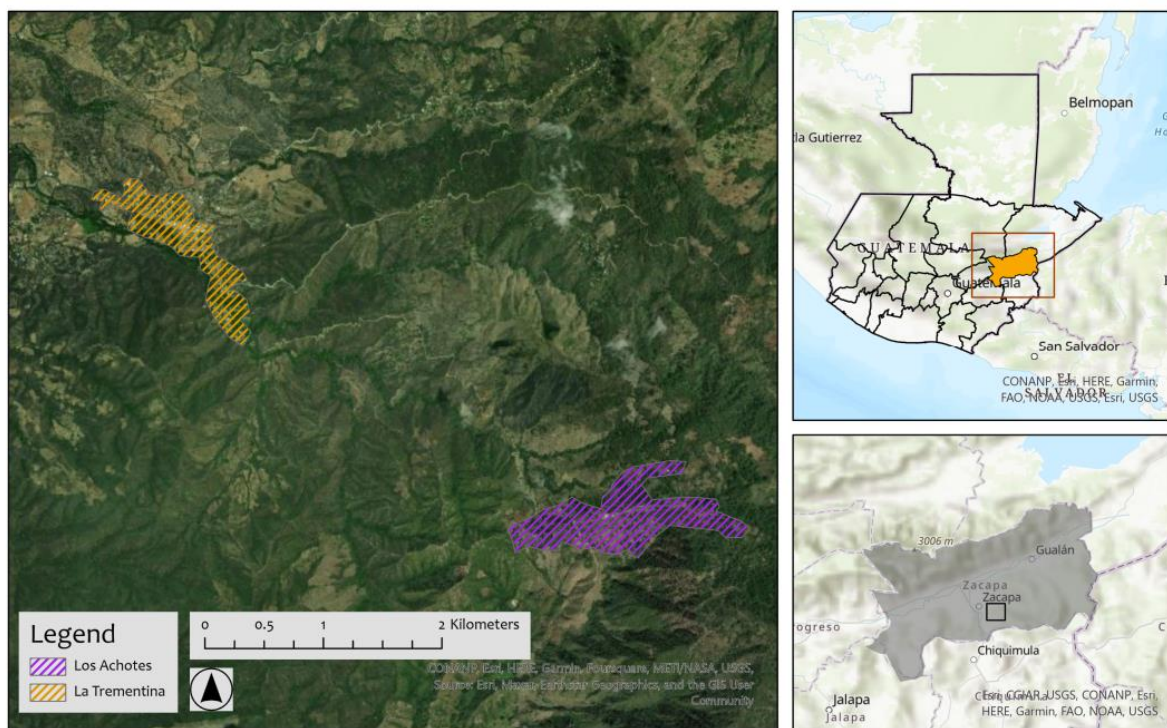 Legend
Los Achotes
La Trementina
0 0.5 1 2 Kilometers
CONANP, Esri, HERE, Garmin, Foursquare, METI/NASA, USGS,
Source: Esri, Maxar, Earthstar Geographics, and the GIS User
Community
Belmopan
tla Gutierrez
GUATEMALA
Guatemala
San Salvador
EL
SALVADOR
CONANP, Esri, HERE, Garmin,
FAO, NOAA, USGS, Esri, USGS
3006 m
Gualán
Zacapa
Zacapa
ogreso
Chiquimula
Chiquimula
Jalapa
Jalapa
Esri, CGIAR, USGS, CONANP, Esri,
HERE, Garmin, FAO, NOAA, USGS